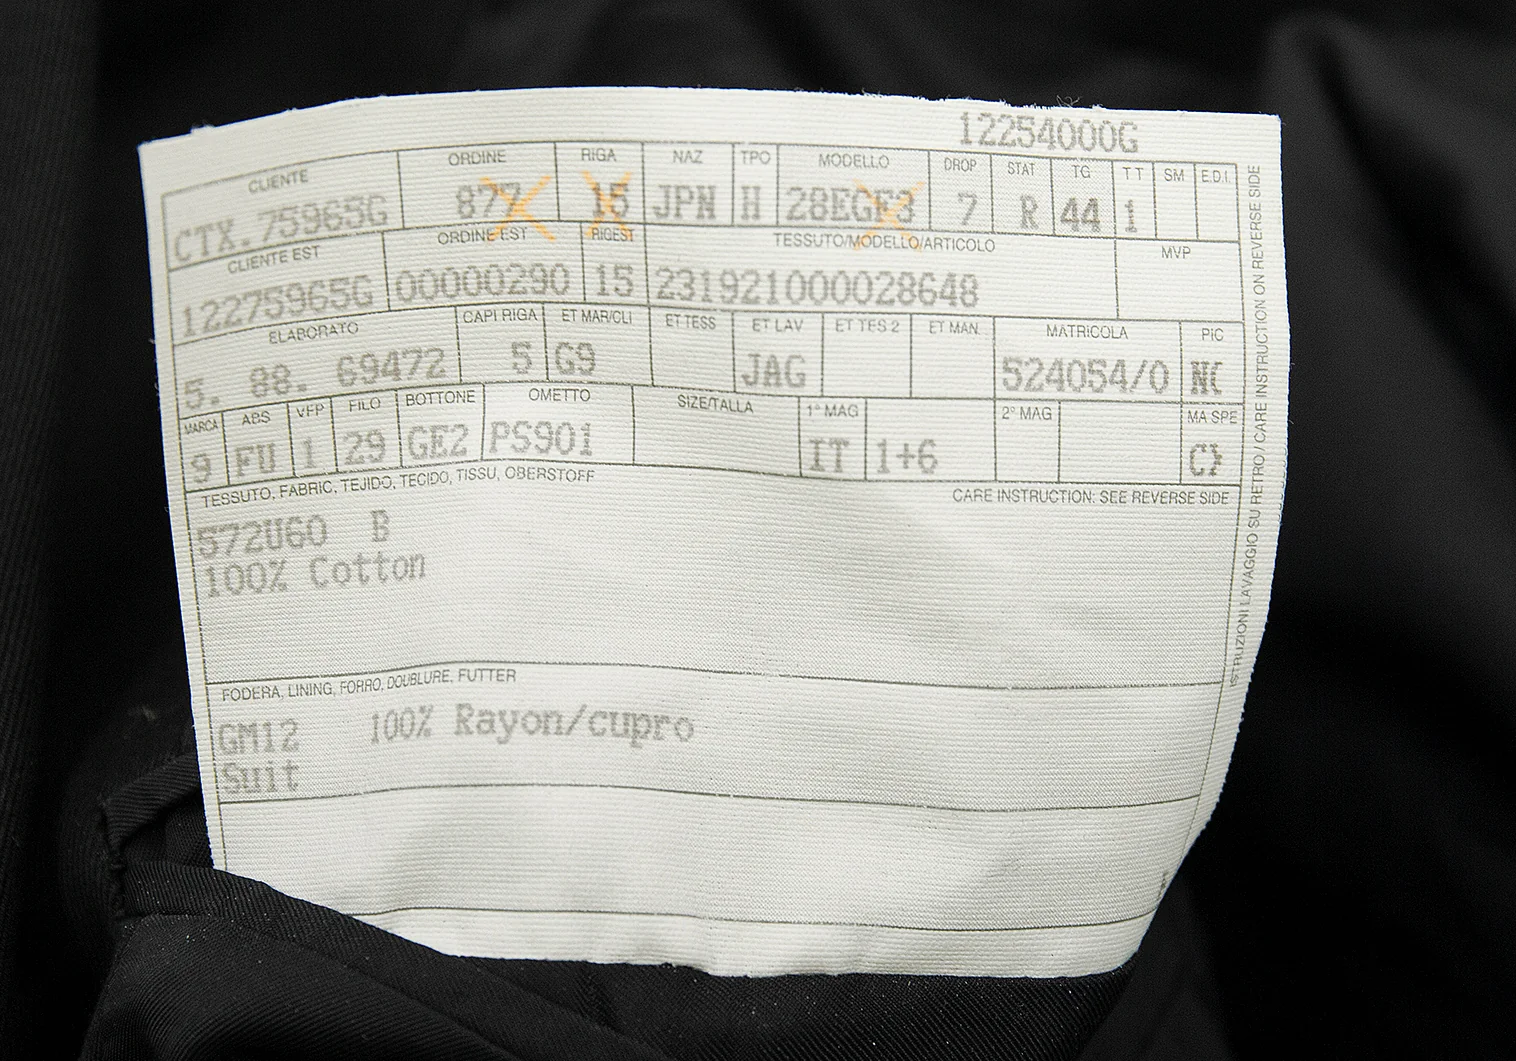 12254000G
CLIENTE ORDINE RIGA NAZ TPO MODELLO DROP STAT TG TT SM E.D.I.
CTX.75965G 877 15 JPN H 28EGF3 7 R 44 1
CLIENTE EST ORDINE EST RIGEST TESSUTO/MODELLO/ARTICOLO MVP
12275965G 00000290 15 231921000028648
ELABORATO CAPI RIGA ET MAR/CLI ET TESS ET LAV ET TES 2 ET MAN. MATRICOLA PIC
5. 88. 69472 5 G9 JAG 524054/0
MARCA ABS VFP FILO BOTTONE OMETTO SIZE/TALLA 1° MAG 2° MAG MA SPE
9 FU 1 29 GE2 PS901 IT 1+6
TESSUTO, FABRIC, TEJIDO, TECIDO, TISSU, OBERSTOFF
CARE INSTRUCTION: SEE REVERSE SIDE
572U60 B
100% Cotton
FODERA, LINING, FORRO, DOUBLURE, FUTTER
GM12 100% Rayon/cupro
Suit
ISTRUZIONI LAVAGGIO SU RETRO / CARE INSTRUCTION ON REVERSE SIDE